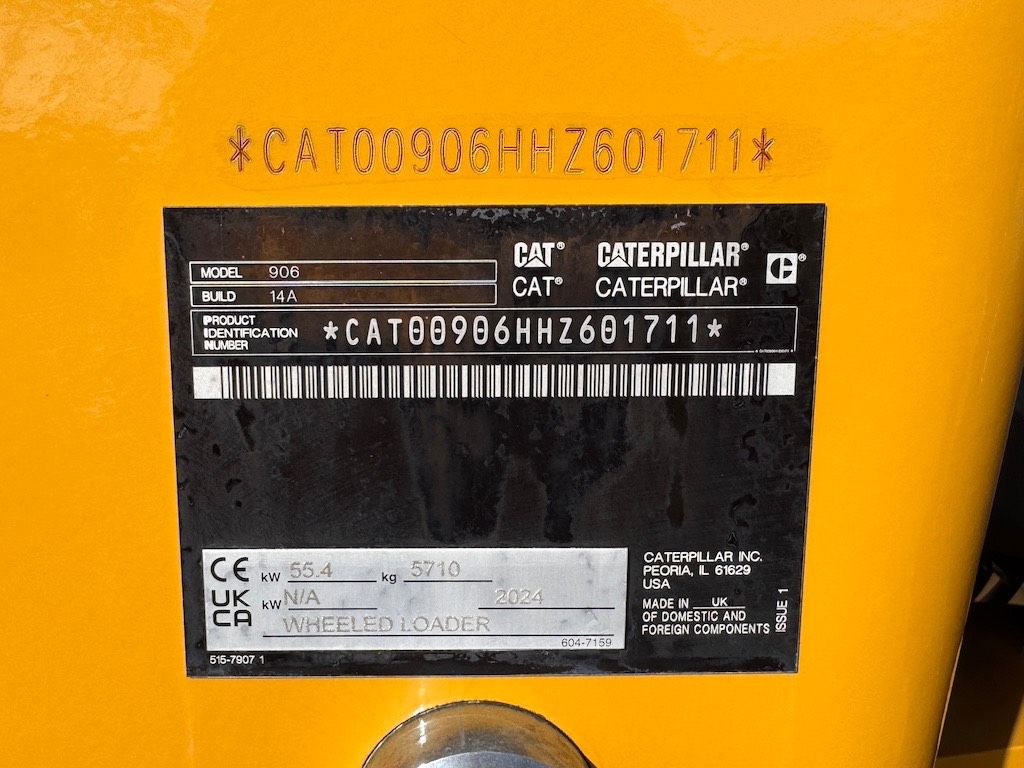 *CAT00906HHZ601711*
CAT® CATERPILLAR®
CAT® CATERPILLAR®
C®
MODEL 906
BUILD 14A
PRODUCT
IDENTIFICATION
NUMBER
*CAT00906HHZ601711*
CE kW 55.4 kg 5710
UK
CA
kW N/A 2024
WHEELED LOADER
604-7159
515-7907 1
CATERPILLAR INC.
PEORIA, IL 61629
USA
MADE IN UK
OF DOMESTIC AND
FOREIGN COMPONENTS
ISSUE 1